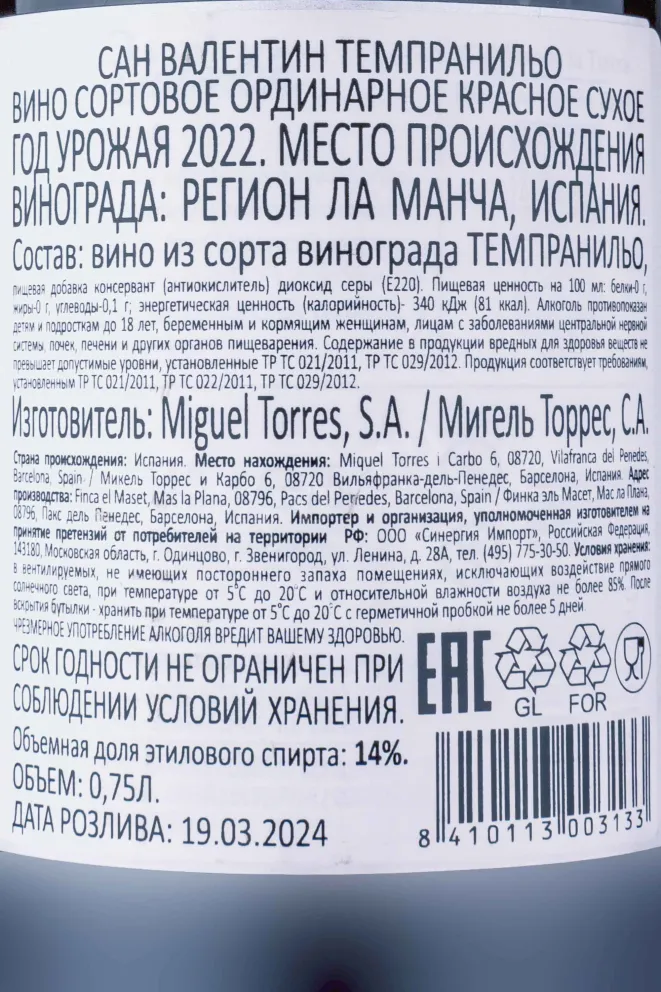 САН ВАЛЕНТИН ТЕМПРАНИЛЬО
ВИНО СОРТОВОЕ ОРДИНАРНОЕ КРАСНОЕ СУХОЕ
ГОД УРОЖАЯ 2022. МЕСТО ПРОИСХОЖДЕНИЯ
ВИНОГРАДА: РЕГИОН ЛА МАНЧА, ИСПАНИЯ.
Состав: вино из сорта винограда ТЕМПРАНИЛЬО,
пищевая добавка консервант (антиокислитель) диоксид серы (Е220). Пищевая ценность на 100 мл: белки-0 г,
жиры-0 г, углеводы-0,1 г; энергетическая ценность (калорийность)- 340 кДж (81 ккал). Алкоголь противопоказан
детям и подросткам до 18 лет, беременным и кормящим женщинам, лицам с заболеваниями центральной нервной
системы, почек, печени и других органов пищеварения. Содержание в продукции вредных для здоровья веществ не
превышает допустимые уровни, установленные ТР ТС 021/2011, ТР ТС 029/2012. Продукция соответствует требованиям,
установленным ТР ТС 021/2011, ТР ТС 022/2011, ТР ТС 029/2012.
Изготовитель: Miguel Torres, S.A. / Мигель Торрес, С.А.
Страна происхождения: Испания. Место нахождения: Miquel Torres i Carbo 6, 08720, Vilafranca del Penedes,
Barcelona, Spain / Микель Торрес и Карбо 6, 08720 Вильяфранка-дель-Пенедес, Барселона, Испания. Адрес
производства: Finca el Maset, Mas la Plana, 08796, Pacs del Penedes, Barcelona, Spain / Финка эль Масет, Мас ла Плана,
08796, Пакс дель Пенедес, Барселона, Испания. Импортер и организация, уполномоченная изготовителем на
принятие претензий от потребителей на территории РФ: ООО «Синергия Импорт», Российская Федерация,
143180, Московская область, г. Одинцово, г. Звенигород, ул. Ленина, д. 28А, тел. (495) 775-30-50. Условия хранения:
в вентилируемых, не имеющих постороннего запаха помещениях, исключающих воздействие прямого
солнечного света, при температуре от 5˚С до 20˚С и относительной влажности воздуха не более 85%. После
вскрытия бутылки - хранить при температуре от 5˚С до 20˚С с герметичной пробкой не более 5 дней
ЧРЕЗМЕРНОЕ УПОТРЕБЛЕНИЕ АЛКОГОЛЯ ВРЕДИТ ВАШЕМУ ЗДОРОВЬЮ.
СРОК ГОДНОСТИ НЕ ОГРАНИЧЕН ПРИ
СОБЛЮДЕНИИ УСЛОВИЙ ХРАНЕНИЯ.
EAC
GL FOR
Объемная доля этилового спирта: 14%.
ОБЪЕМ: 0,75Л.
ДАТА РОЗЛИВА: 19.03.2024
8 410113 003133